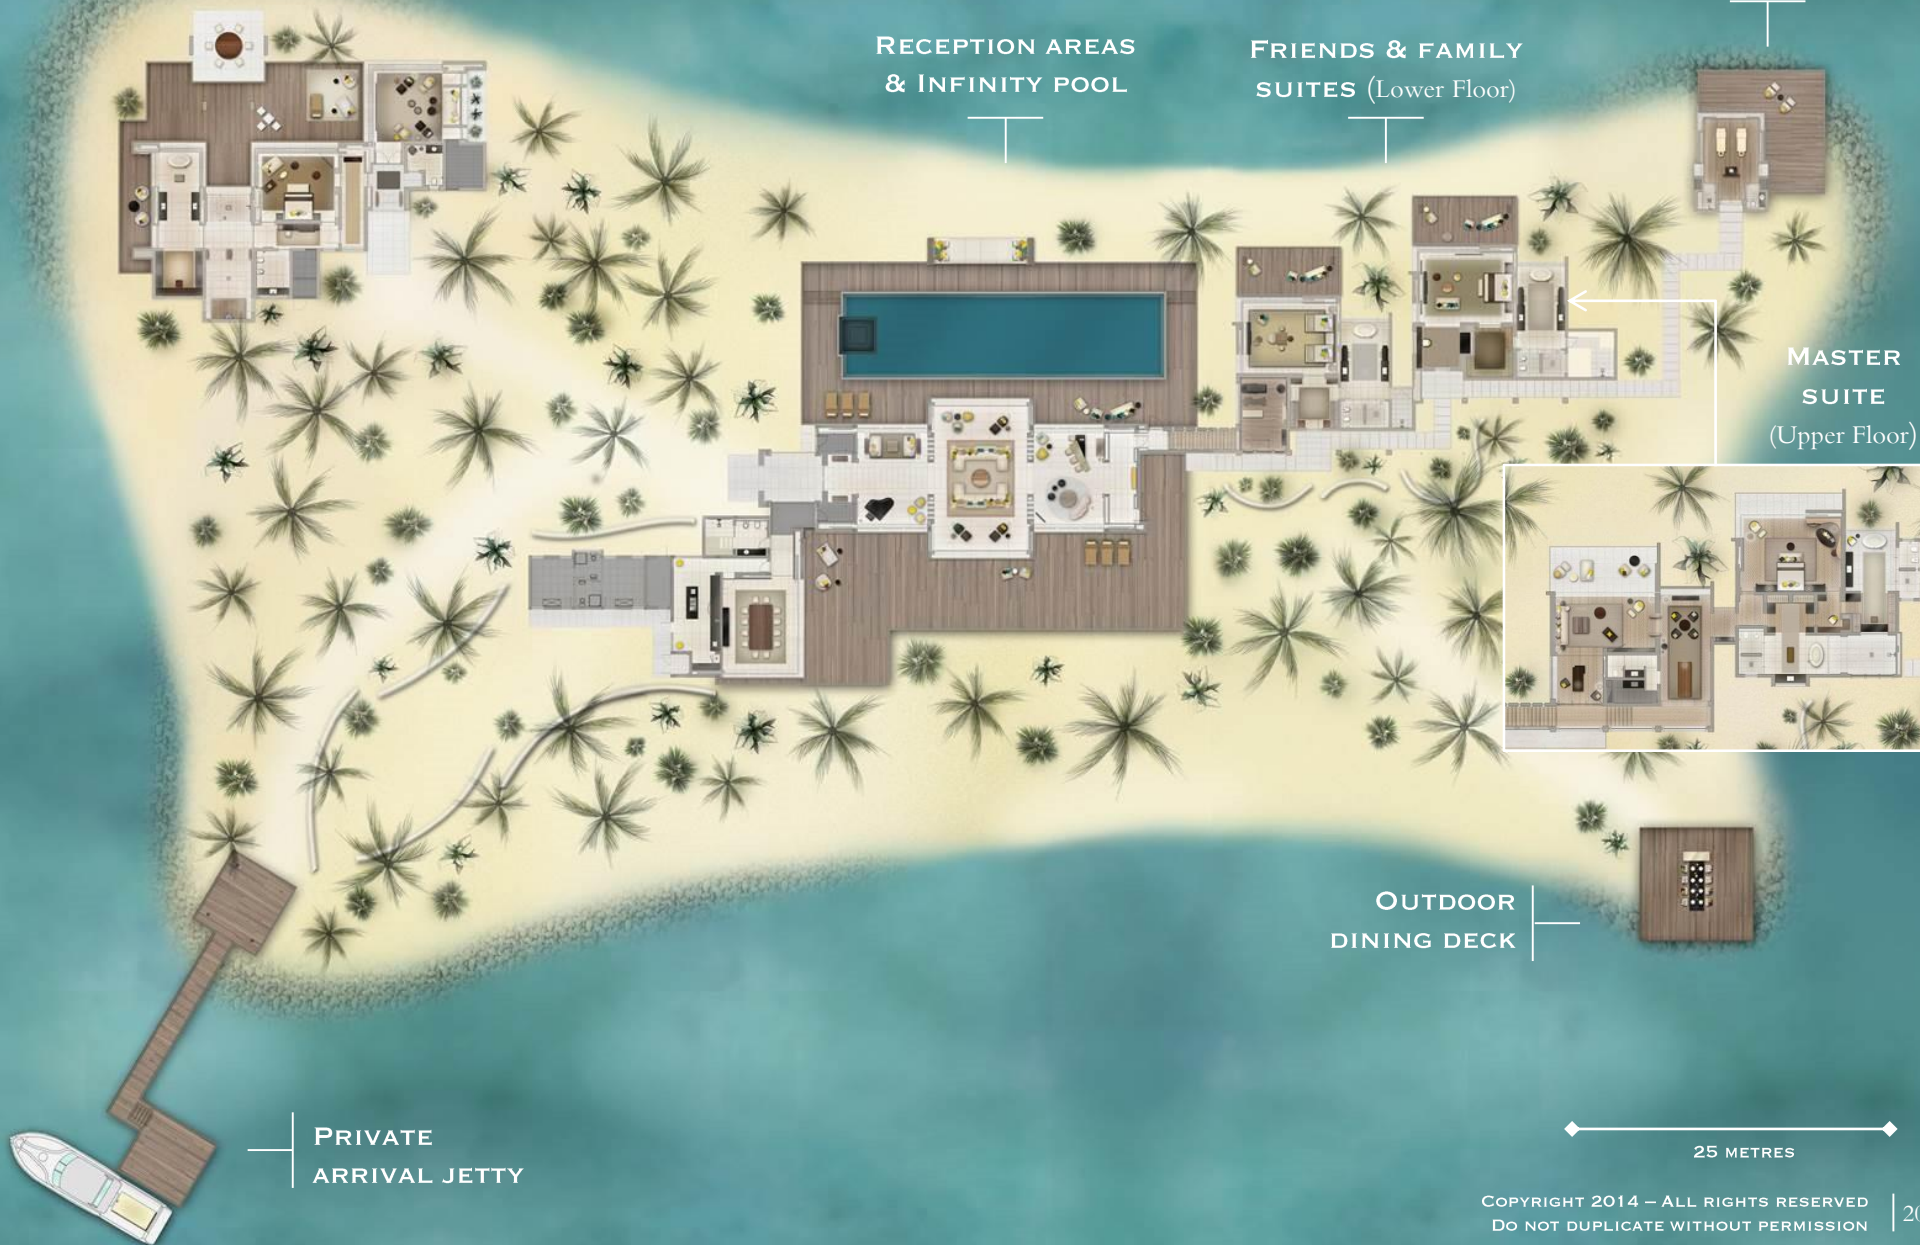 Reception areas
& Infinity pool
Friends & family
suites (Lower Floor)
Master
suite
(Upper Floor)
Outdoor
dining deck
Private
arrival jetty
25 metres
Copyright 2014 – All rights reserved
Do not duplicate without permission
20